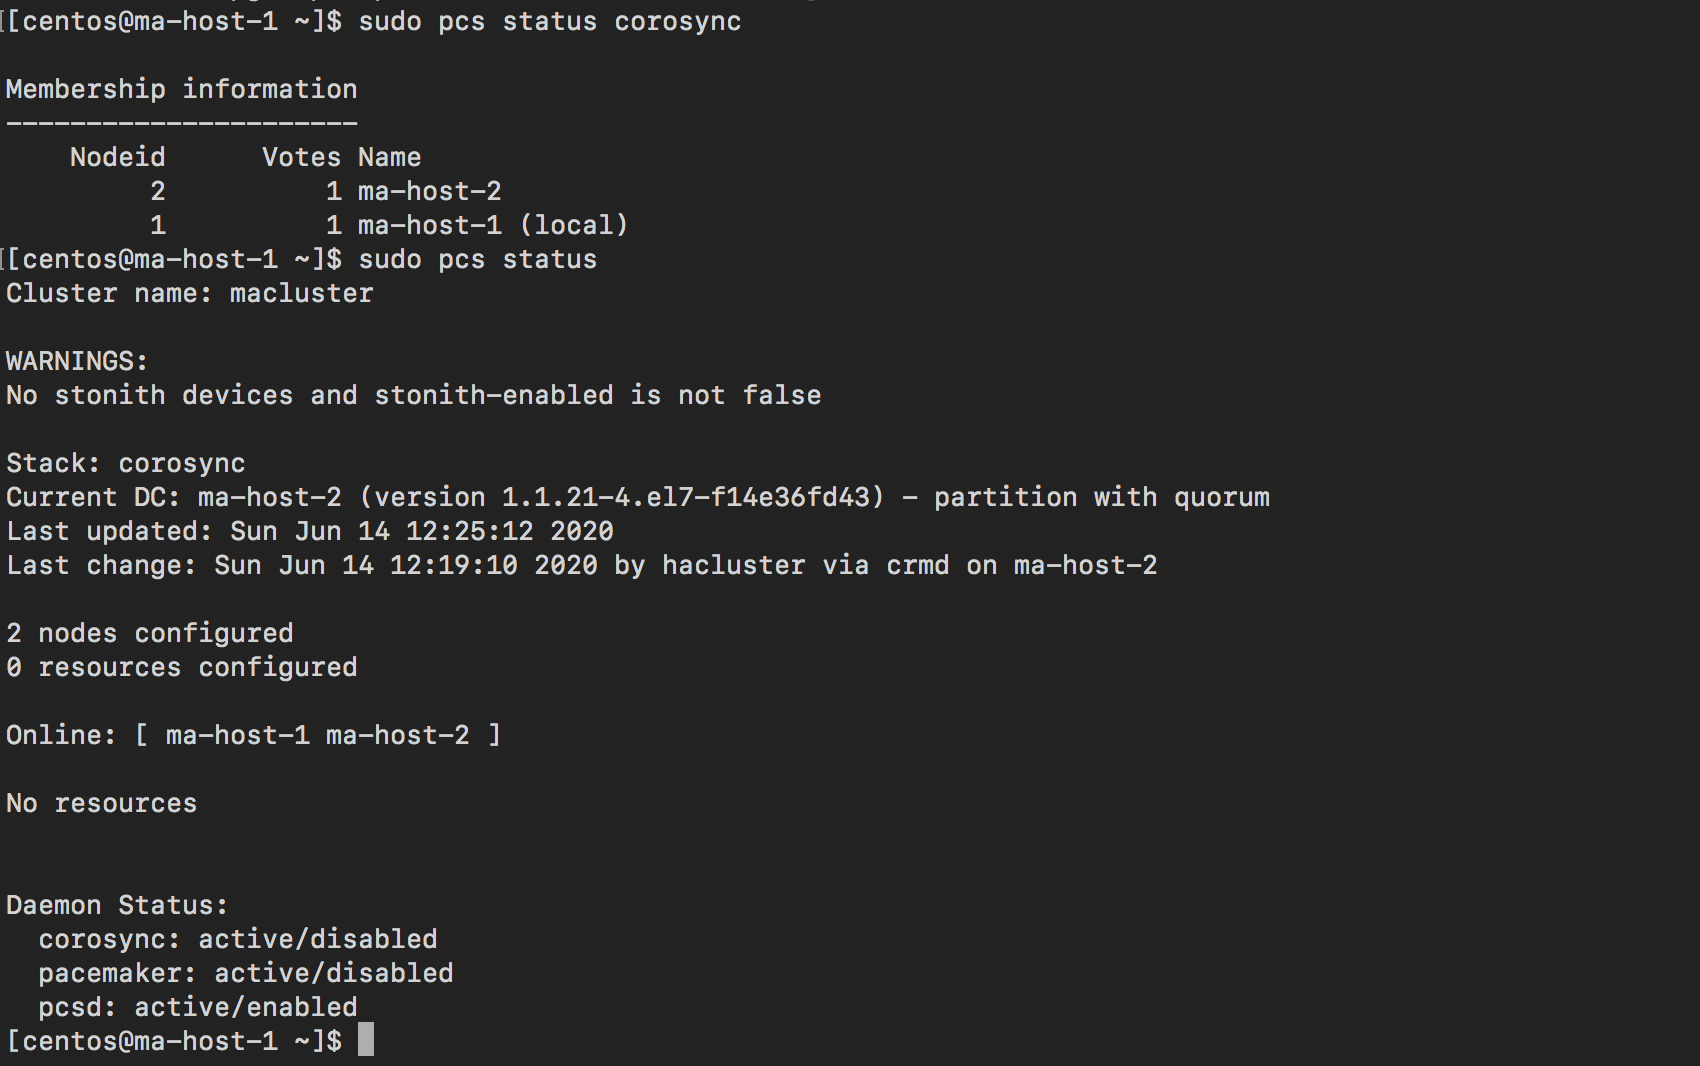 [[centos@ma-host-1 ~]$ sudo pcs status corosync
Membership information
----------------------
    Nodeid      Votes Name
         2          1 ma-host-2
         1          1 ma-host-1 (local)
[[centos@ma-host-1 ~]$ sudo pcs status
Cluster name: macluster
WARNINGS:
No stonith devices and stonith-enabled is not false
Stack: corosync
Current DC: ma-host-2 (version 1.1.21-4.el7-f14e36fd43) - partition with quorum
Last updated: Sun Jun 14 12:25:12 2020
Last change: Sun Jun 14 12:19:10 2020 by hacluster via crmd on ma-host-2
2 nodes configured
0 resources configured
Online: [ ma-host-1 ma-host-2 ]
No resources
Daemon Status:
  corosync: active/disabled
  pacemaker: active/disabled
  pcsd: active/enabled
[centos@ma-host-1 ~]$